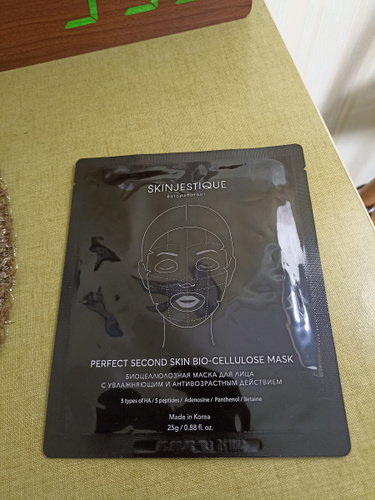 SKINJESTIQUE
PERFECT SECOND SKIN BIO-CELLULOSE MASK
БИОЦЕЛЛЮЛОЗНАЯ МАСКА ДЛЯ ЛИЦА
С УВЛАЖНЯЮЩИМ И АНТИВОЗРАСТНЫМ ДЕЙСТВИЕМ
5 types of HA / 5 peptides / Adenosine / Panthenol / Betaine
Made in Korea
25g / 0.88 fl. oz.